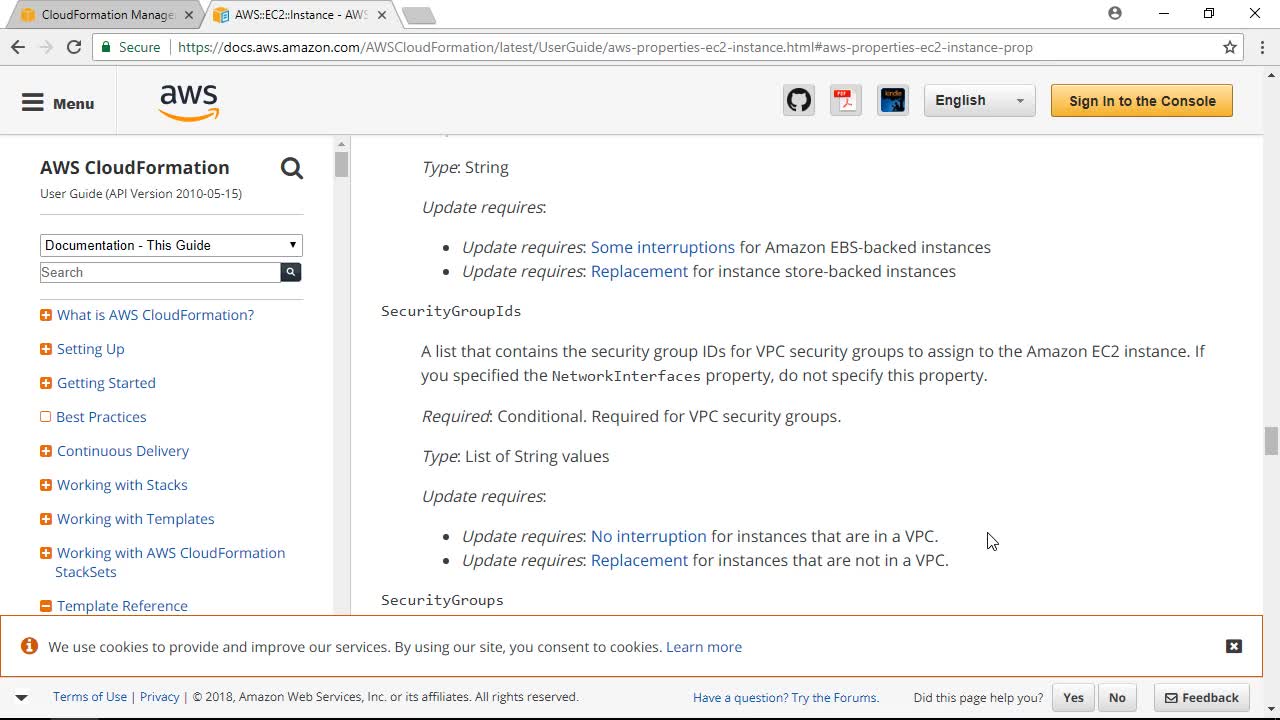 CloudFormation Manage
AWS::EC2::Instance - AWS
Secure
https://docs.aws.amazon.com/AWSCloudFormation/latest/UserGuide/aws-properties-ec2-instance.html#aws-properties-ec2-instance-prop
Menu
aws
PDF
kindle
English
Sign In to the Console
AWS CloudFormation
User Guide (API Version 2010-05-15)
Documentation - This Guide
Search
What is AWS CloudFormation?
Setting Up
Getting Started
Best Practices
Continuous Delivery
Working with Stacks
Working with Templates
Working with AWS CloudFormation
StackSets
Template Reference
Type: String
Update requires:
Update requires: Some interruptions for Amazon EBS-backed instances
Update requires: Replacement for instance store-backed instances
SecurityGroupIds
A list that contains the security group IDs for VPC security groups to assign to the Amazon EC2 instance. If
you specified the NetworkInterfaces property, do not specify this property.
Required: Conditional. Required for VPC security groups.
Type: List of String values
Update requires:
Update requires: No interruption for instances that are in a VPC.
Update requires: Replacement for instances that are not in a VPC.
SecurityGroups
We use cookies to provide and improve our services. By using our site, you consent to cookies. Learn more
Terms of Use | Privacy | © 2018, Amazon Web Services, Inc. or its affiliates. All rights reserved.
Have a question? Try the Forums.
Did this page help you?
Yes
No
Feedback